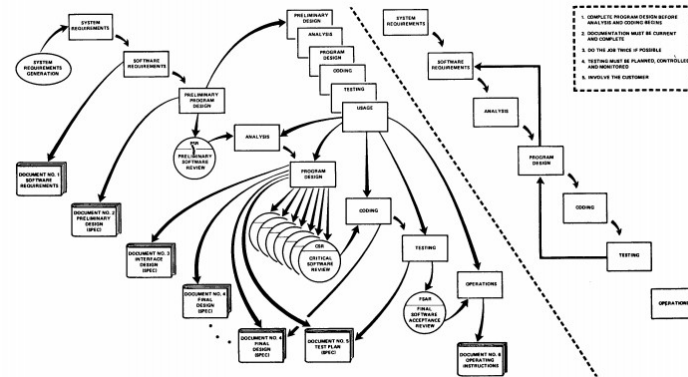 SYSTEM
REQUIREMENTS
SYSTEM
REQUIREMENTS
GENERATION
SOFTWARE
REQUIREMENTS
PRELIMINARY
PROGRAM
DESIGN
PRELIMINARY
SOFTWARE
REVIEW
PRELIMINARY
DESIGN
ANALYSIS
PROGRAM
DESIGN
CODING
TESTING
USAGE
ANALYSIS
PROGRAM
DESIGN
CODING
TESTING
OPERATIONS
CSR
CRITICAL
SOFTWARE
REVIEW
FSAR
FINAL
SOFTWARE
ACCEPTANCE
REVIEW
DOCUMENT NO. 1
SOFTWARE
REQUIREMENTS
DOCUMENT NO. 2
PRELIMINARY
DESIGN
(SPEC)
DOCUMENT NO. 3
INTERFACE
DESIGN
(SPEC)
DOCUMENT NO. 4
FINAL
DESIGN
(SPEC)
DOCUMENT NO. 4
FINAL
DESIGN
(SPEC)
DOCUMENT NO. 5
TEST PLAN
(SPEC)
DOCUMENT NO. 6
OPERATING
INSTRUCTIONS
SYSTEM
REQUIREMENTS
SOFTWARE
REQUIREMENTS
ANALYSIS
PROGRAM
DESIGN
CODING
TESTING
1. COMPLETE PROGRAM DESIGN BEFORE
ANALYSIS AND CODING BEGINS
2. DOCUMENTATION MUST BE CURRENT
AND COMPLETE
3. DO THE JOB TWICE IF POSSIBLE
4. TESTING MUST BE PLANNED, CONTROLLED
AND MONITORED
5. INVOLVE THE CUSTOMER